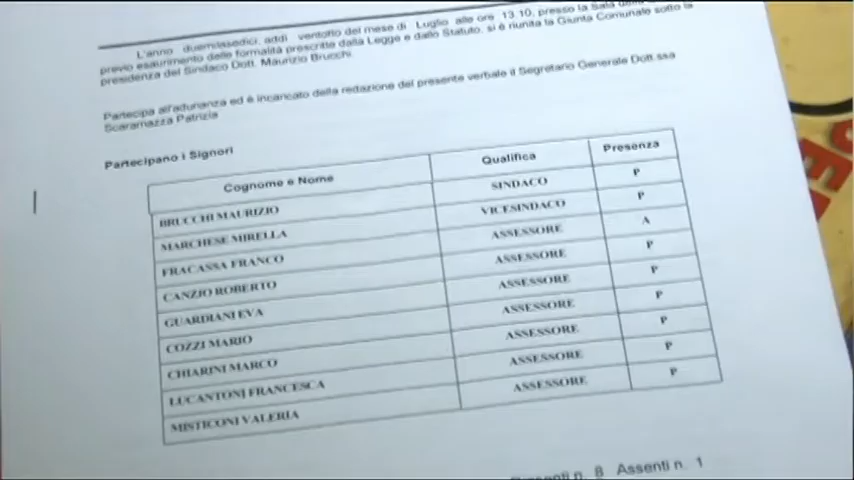 L'anno duemilasedici, addì ventotto del mese di Luglio alle ore 13.10, presso la Sala
previo esaurimento delle formalità prescritte dalla Legge e dallo Statuto, si è riunita la Giunta Comunale sotto la
presidenza del Sindaco Dott. Maurizio Brucchi.
Partecipa all'adunanza ed è incaricato della redazione del presente verbale il Segretario Generale Dott.ssa
Scaramazza Patrizia
Partecipano i Signori
Cognome e Nome Qualifica Presenza
BRUCCHI MAURIZIO SINDACO P
MARCHESE MIRELLA VICESINDACO P
FRACASSA FRANCO ASSESSORE A
CANZIO ROBERTO ASSESSORE P
GUARDIANI EVA ASSESSORE P
COZZI MARIO ASSESSORE P
CHIARINI MARCO ASSESSORE P
LUCANTONI FRANCESCA ASSESSORE P
MISTICONI VALERIA ASSESSORE P
n. 8 Assenti n. 1